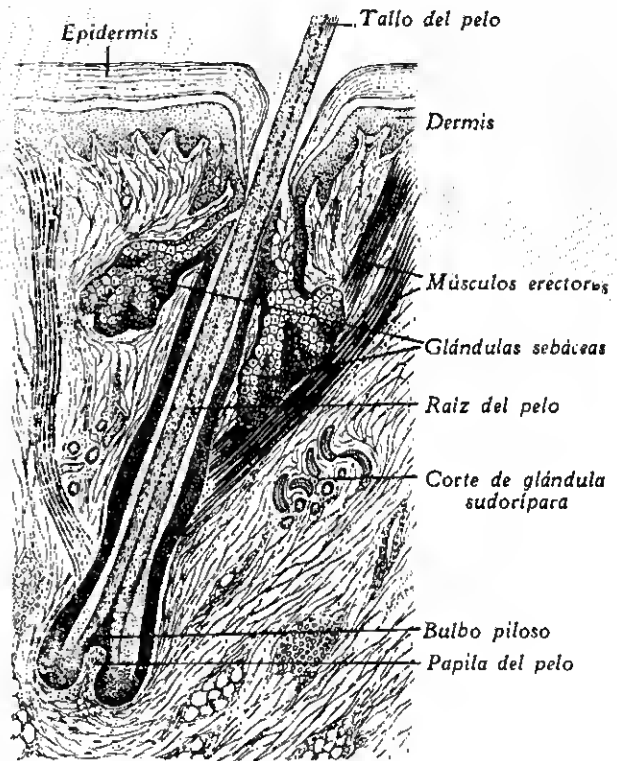 Tallo del pelo
Epidermis
Dermis
Músculos erectores
Glándulas sebáceas
Raiz del pelo
Corte de glándula
sudorípara
Bulbo piloso
Papila del pelo